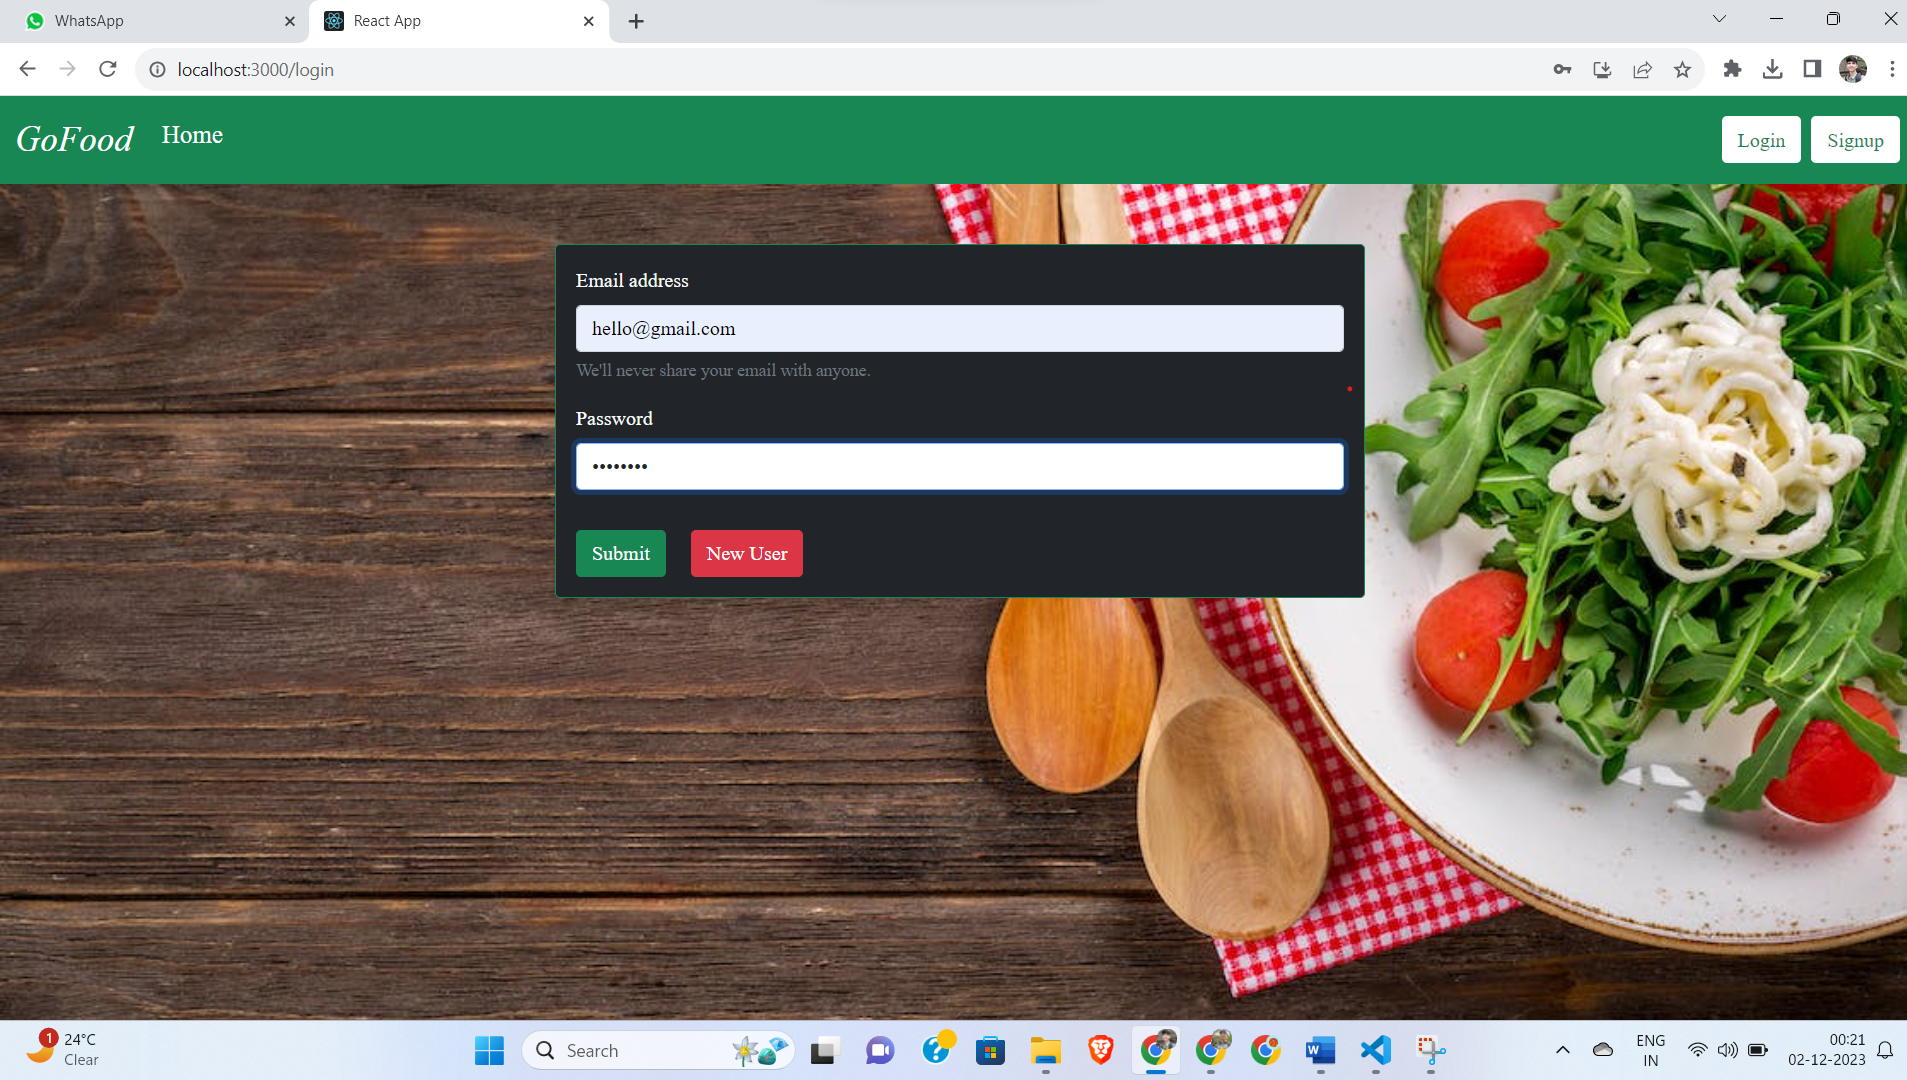 WhatsApp
React App
localhost:3000/login
GoFood
Home
Login
Signup
Email address
hello@gmail.com
We'll never share your email with anyone.
Password
••••••••
Submit
New User
1
24°C
Clear
Search
ENG
IN
00:21
02-12-2023